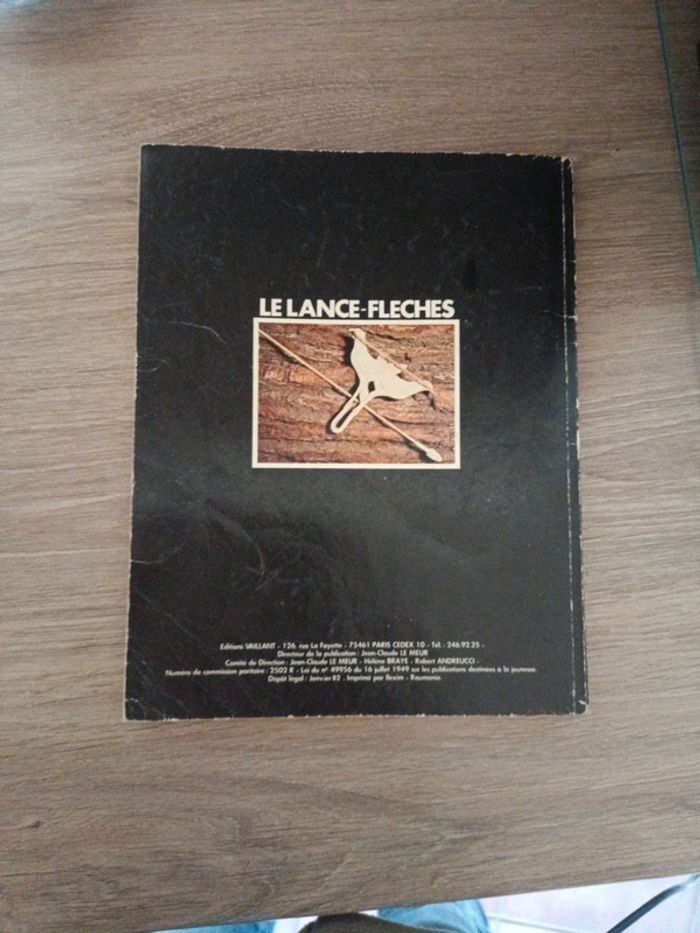 LE LANCE-FLECHES
Editions VAILLANT - 126, rue La Fayette - 75461 PARIS CEDEX 10 - Tél : 246.92.25 -
Directeur de la publication : Jean-Claude LE MEUR
Comité de Direction : Jean-Claude LE MEUR - Hélène BRAYE - Robert ANDREUCCI -
Numéro de commission paritaire : 2502 R - Loi du n° 49956 du 16 juillet 1949 sur les publications destinées à la jeunesse.
Dépôt légal : Janvier 82 . Imprimé par Ilexim - Roumanie.